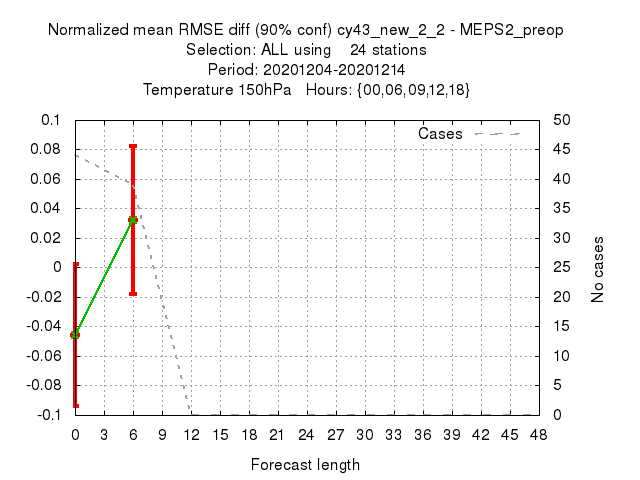 Normalized mean RMSE diff (90% conf) cy43_new_2_2 - MEPS2_preop
Selection: ALL using 24 stations
Period: 20201204-20201214
Temperature 150hPa Hours: {00,06,09,12,18}
0.1
0.08
0.06
0.04
0.02
0
-0.02
-0.04
-0.06
-0.08
-0.1
Cases
50
45
40
35
30
25
20
15
10
5
0
No cases
0 3 6 9 12 15 18 21 24 27 30 33 36 39 42 45 48
Forecast length